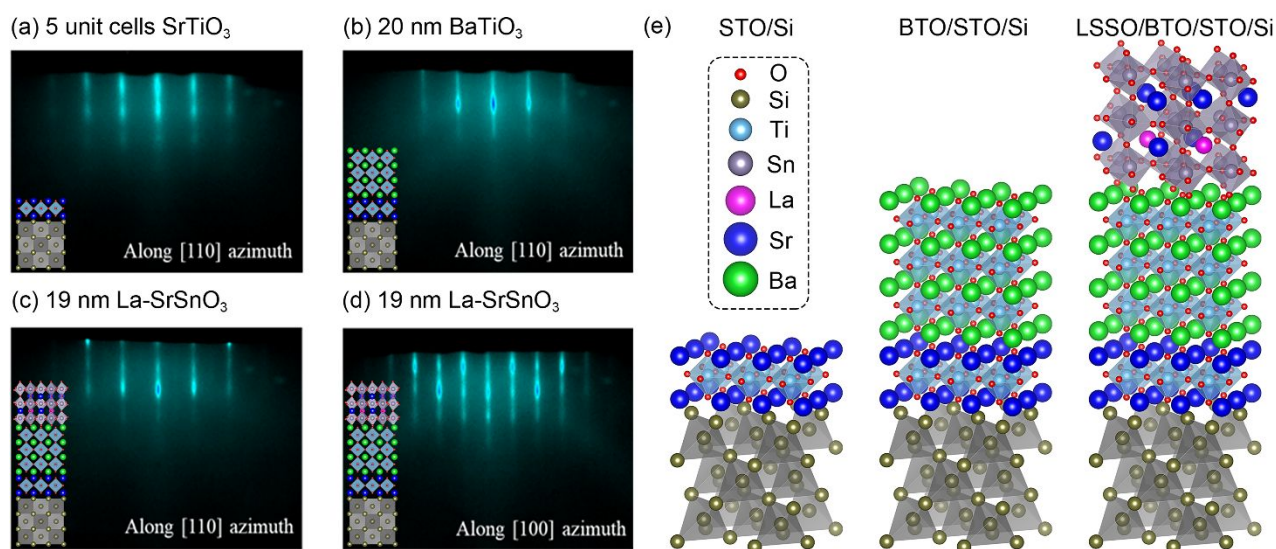 (a) 5 unit cells SrTiO₃
Along [110] azimuth
(b) 20 nm BaTiO₃
Along [110] azimuth
(c) 19 nm La-SrSnO₃
Along [110] azimuth
(d) 19 nm La-SrSnO₃
Along [100] azimuth
(e)
STO/Si
BTO/STO/Si
LSSO/BTO/STO/Si
O
Si
Ti
Sn
La
Sr
Ba